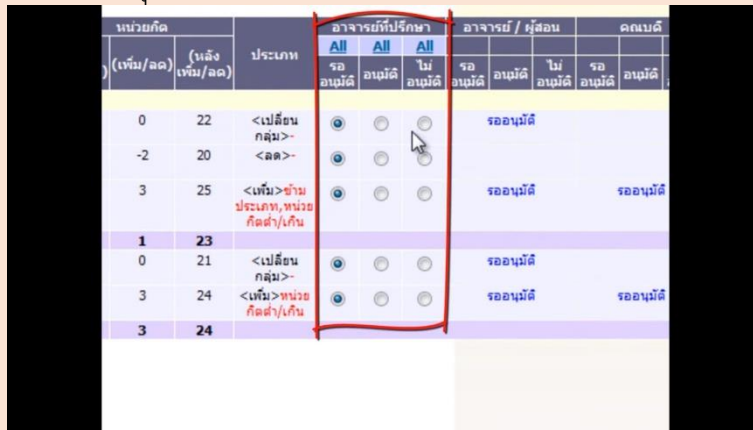 หน่วยกิต อาจารย์ที่ปรึกษา อาจารย์ / ผู้สอน คณบดี
All All All
(เพิ่ม/ลด) (หลังเพิ่ม/ลด) ประเภท รออนุมัติ อนุมัติ ไม่อนุมัติ รออนุมัติ อนุมัติ ไม่อนุมัติ รออนุมัติ อนุมัติ
0 22 <เปลี่ยน รออนุมัติ
กลุ่ม>-
-2 20 <ลด>-
3 25 <เพิ่ม>ข้าม รออนุมัติ รออนุมัติ
ประเภท,หน่วย
กิตต่ำ/เกิน
1 23
0 21 <เปลี่ยน รออนุมัติ
กลุ่ม>-
3 24 <เพิ่ม>หน่วย รออนุมัติ รออนุมัติ
กิตต่ำ/เกิน
3 24